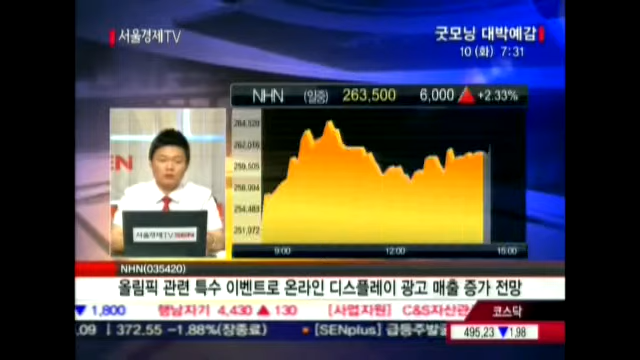 서울경제TV
굿모닝 대박예감
10 (화) 7:31
NHN (일중) 263,500 6,000 ▲ +2.33%
264,528
262,016
259,505
256,994
254,483
251,972
9:00 12:00 15:00
SEN
서울경제TV SEN
NHN(035420)
올림픽 관련 특수 이벤트로 온라인 디스플레이 광고 매출 증가 전망
▼ 1,800 행남자기 4,430 ▲ 130 [사업자원] C&S자산관
코스닥
.09 372,55 -1.88%(장종료) [SENplus] 급등주발굴
495,23 ▼1,98